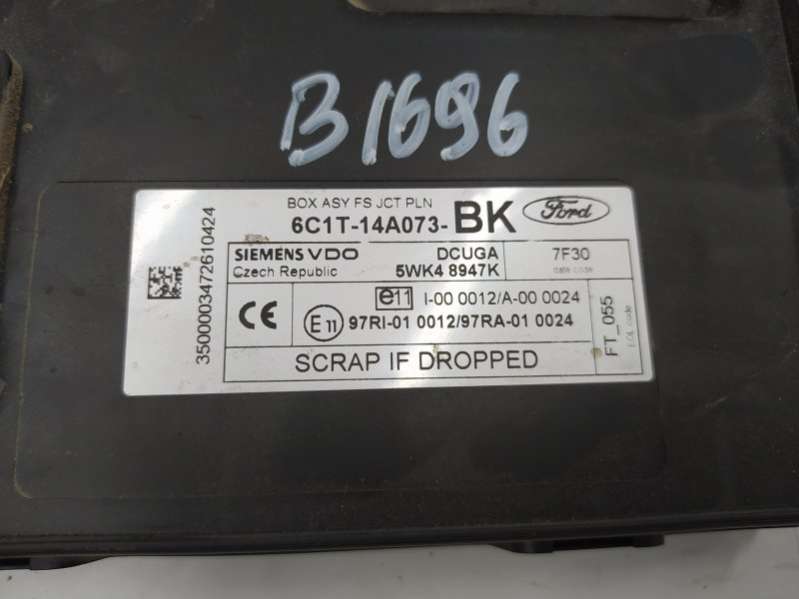 B1696
BOX ASY FS JCT PLN
6C1T-14A073-BK
Ford
SIEMENS VDO DCUGA 7F30
Czech Republic 5WK4 8947K date code
e11 I-00 0012/A-00 0024
CE E11 97RI-01 0012/97RA-01 0024
SCRAP IF DROPPED
3500003472610424
FT_055
EOL code